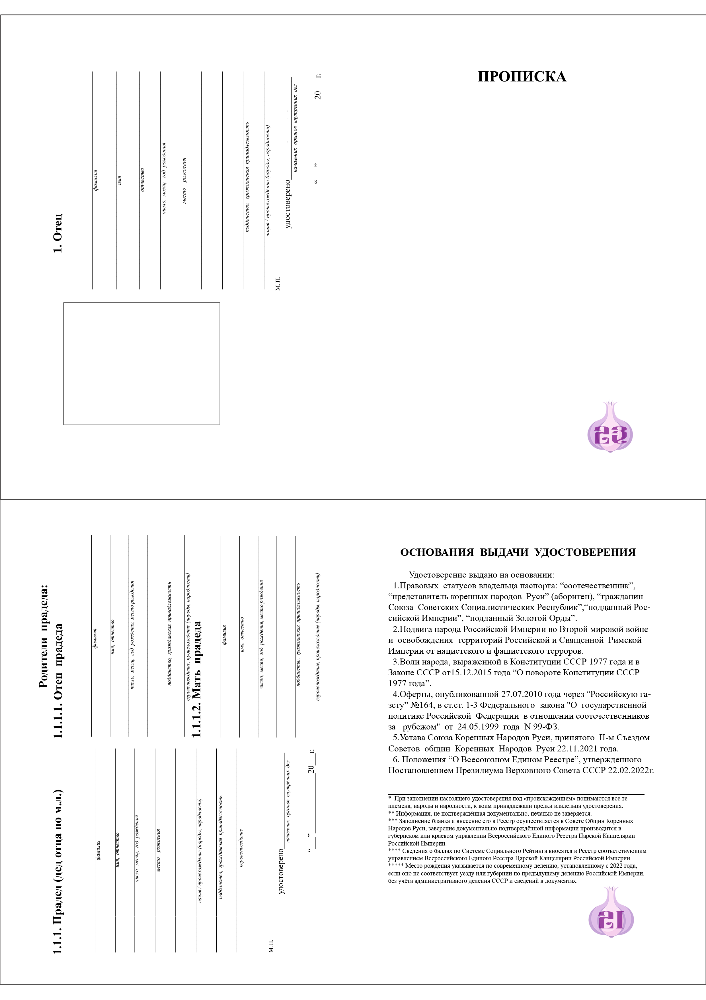 1. Отец
фамилия
имя
отчество
число, месяц, год рождения
место рождения
подданство, гражданская принадлежность
нация / происхождение (народы, народности)
М. П.
удостоверено
начальник органов внутренних дел
“___” ____________ 20___г.
ПРОПИСКА
Родители прадеда:
1.1.1.1. Отец прадеда
фамилия
имя, отчество
число, месяц, год рождения, место рождения
подданство, гражданская принадлежность
вероисповедание, происхождение (народы, народности)
1.1.1.2. Мать прадеда
фамилия
имя, отчество
число, месяц, год рождения, место рождения
подданство, гражданская принадлежность
вероисповедание, происхождение (народы, народности)
1.1.1. Прадед (дед отца по м.л.)
фамилия
имя, отчество
число, месяц, год рождения
место рождения
нация / происхождение (народы, народности)
подданство, гражданская принадлежность
вероисповедание
М. П.
удостоверено
начальник органов внутренних дел
“___” ____________ 20___г.
ОСНОВАНИЯ ВЫДАЧИ УДОСТОВЕРЕНИЯ
Удостоверение выдано на основании:
1.Правовых статусов владельца паспорта: “соотечественник”,
“представитель коренных народов Руси” (абориген), “гражданин
Союза Советских Социалистических Республик”,“подданный Рос-
сийской Империи”, “подданный Золотой Орды”.
2.Подвига народа Российской Империи во Второй мировой войне
и освобождения территорий Российской и Священной Римской
Империи от нацистского и фашистского терроров.
3.Воли народа, выраженной в Конституции СССР 1977 года и в
Законе СССР от15.12.2015 года “О повороте Конституции СССР
1977 года”.
4.Оферты, опубликованной 27.07.2010 года через “Российскую га-
зету” №164, в ст.ст. 1-3 Федерального закона "О государственной
политике Российской Федерации в отношении соотечественников
за рубежом" от 24.05.1999 года N 99-ФЗ.
5.Устава Союза Коренных Народов Руси, принятого II-м Съездом
Советов общин Коренных Народов Руси 22.11.2021 года.
6. Положения “О Всесоюзном Едином Реестре”, утвержденного
Постановлением Президиума Верховного Совета СССР 22.02.2022г.
* При заполнении настоящего удостоверения под «происхождением» понимаются все те
племена, народы и народности, к коим принадлежали предки владельца удостоверения.
** Информация, не подтверждённая документально, печатью не заверяется.
*** Заполнение бланка и внесение его в Реестр осуществляется в Совете Общин Коренных
Народов Руси, заверение документально подтверждённой информации производится в
губернском или краевом управлении Всероссийского Единого Реестра Царской Канцелярии
Российской Империи.
**** Сведения о баллах по Системе Социального Рейтинга вносятся в Реестр соответствующим
управлением Всероссийского Единого Реестра Царской Канцелярии Российской Империи.
***** Место рождения указывается по современному делению, установленному с 2022 года,
если оно не соответствует уезду или губернии по предыдущему делению Российской Империи,
без учёта административного деления СССР и сведений в документах.